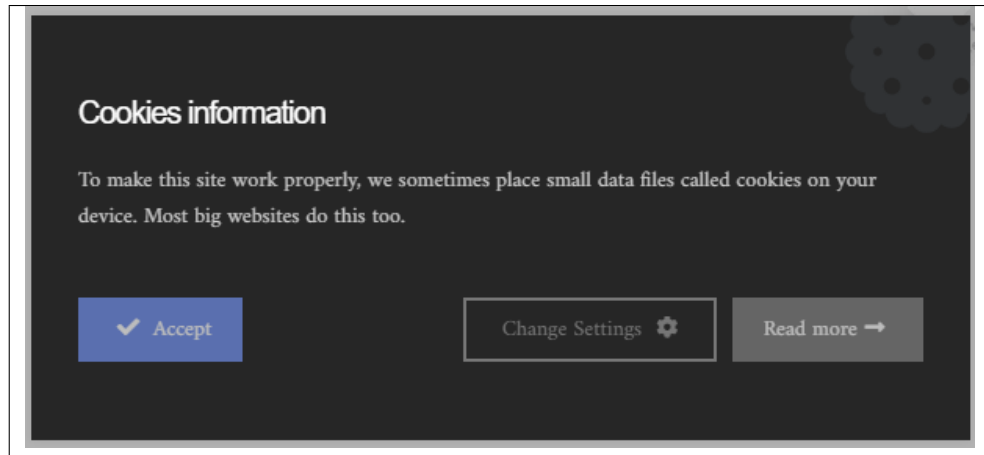 Cookies information
To make this site work properly, we sometimes place small data files called cookies on your
device. Most big websites do this too.
Accept
Change Settings
Read more